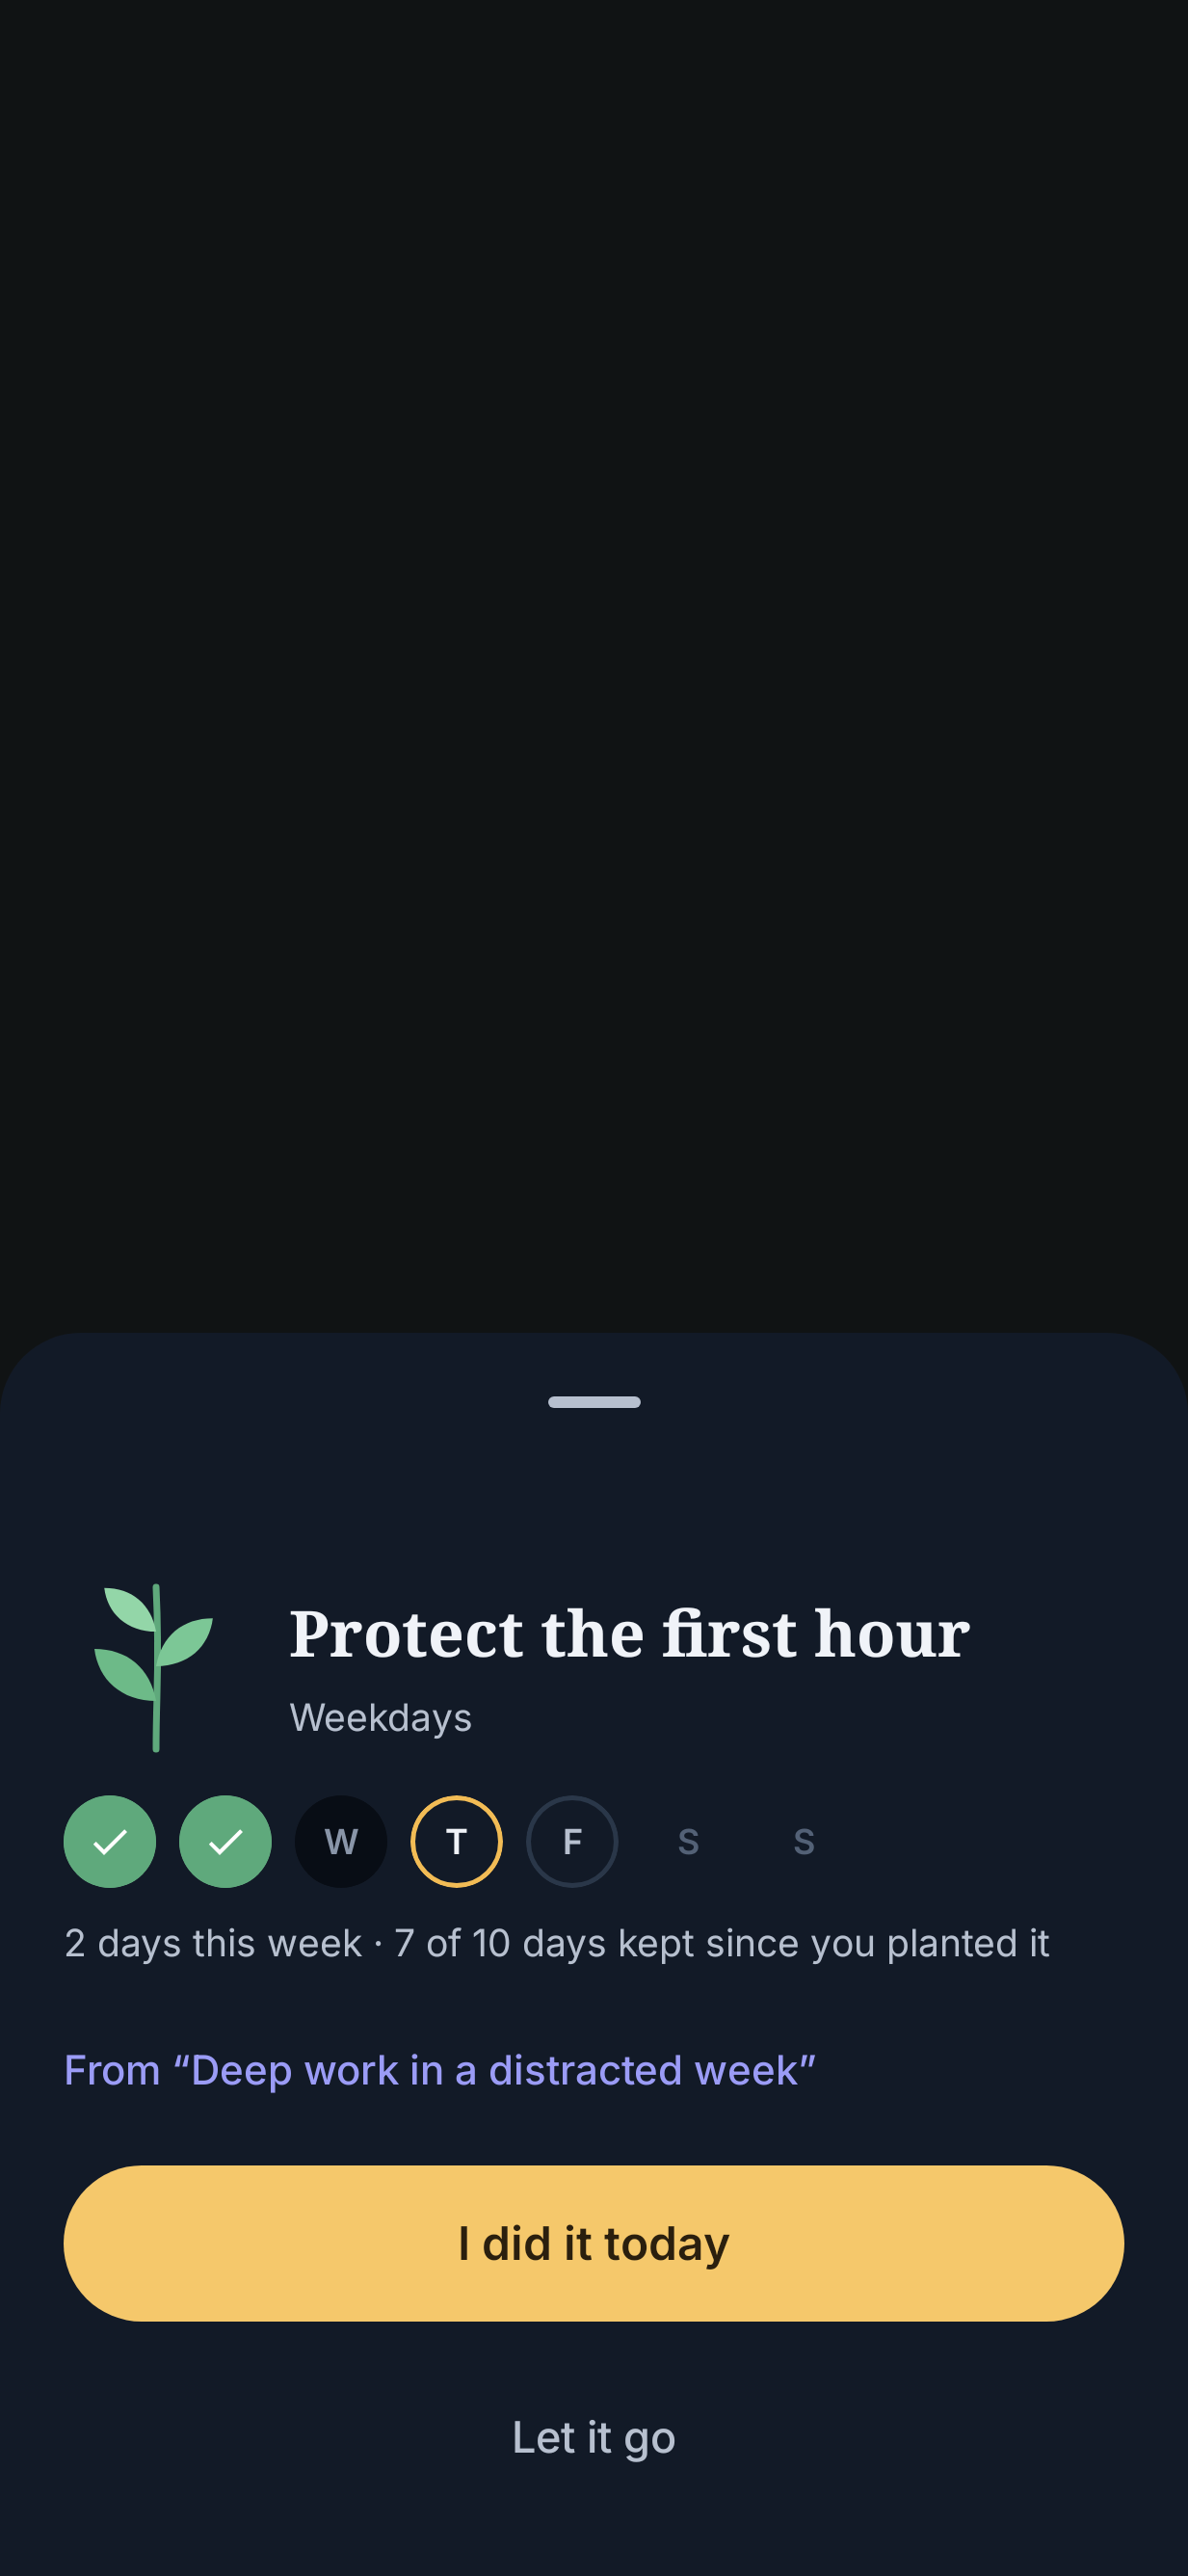 Protect the first hour
Weekdays
W T F S S
2 days this week · 7 of 10 days kept since you planted it
From “Deep work in a distracted week”
I did it today
Let it go